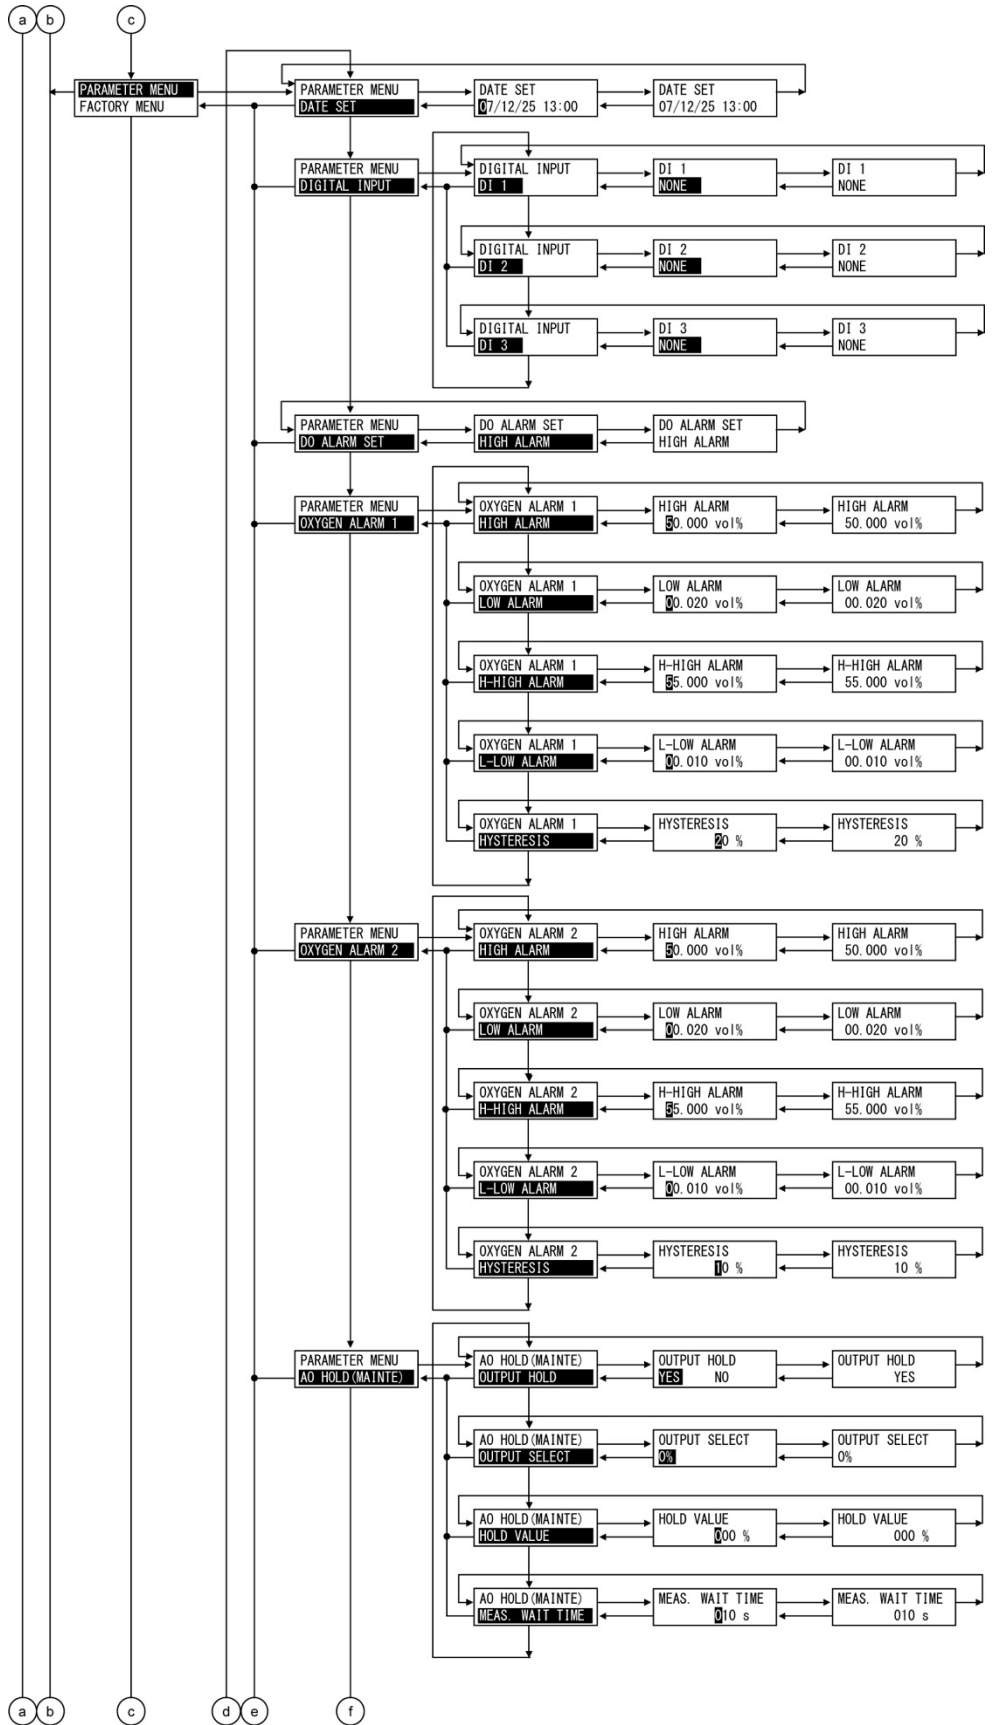 a
b
c
PARAMETER MENU
FACTORY MENU
PARAMETER MENU
DATE SET
DATE SET
07/12/25 13:00
DATE SET
07/12/25 13:00
PARAMETER MENU
DIGITAL INPUT
DIGITAL INPUT
DI 1
DI 1
NONE
DI 1
NONE
DIGITAL INPUT
DI 2
DI 2
NONE
DI 2
NONE
DIGITAL INPUT
DI 3
DI 3
NONE
DI 3
NONE
PARAMETER MENU
DO ALARM SET
DO ALARM SET
HIGH ALARM
DO ALARM SET
HIGH ALARM
PARAMETER MENU
OXYGEN ALARM 1
OXYGEN ALARM 1
HIGH ALARM
HIGH ALARM
50.000 vol%
HIGH ALARM
50.000 vol%
OXYGEN ALARM 1
LOW ALARM
LOW ALARM
00.020 vol%
LOW ALARM
00.020 vol%
OXYGEN ALARM 1
H-HIGH ALARM
H-HIGH ALARM
55.000 vol%
H-HIGH ALARM
55.000 vol%
OXYGEN ALARM 1
L-LOW ALARM
L-LOW ALARM
00.010 vol%
L-LOW ALARM
00.010 vol%
OXYGEN ALARM 1
HYSTERESIS
HYSTERESIS
20 %
HYSTERESIS
20 %
PARAMETER MENU
OXYGEN ALARM 2
OXYGEN ALARM 2
HIGH ALARM
HIGH ALARM
50.000 vol%
HIGH ALARM
50.000 vol%
OXYGEN ALARM 2
LOW ALARM
LOW ALARM
00.020 vol%
LOW ALARM
00.020 vol%
OXYGEN ALARM 2
H-HIGH ALARM
H-HIGH ALARM
55.000 vol%
H-HIGH ALARM
55.000 vol%
OXYGEN ALARM 2
L-LOW ALARM
L-LOW ALARM
00.010 vol%
L-LOW ALARM
00.010 vol%
OXYGEN ALARM 2
HYSTERESIS
HYSTERESIS
10 %
HYSTERESIS
10 %
PARAMETER MENU
AO HOLD(MAINTE)
AO HOLD(MAINTE)
OUTPUT HOLD
OUTPUT HOLD
YES NO
OUTPUT HOLD
YES
AO HOLD(MAINTE)
OUTPUT SELECT
OUTPUT SELECT
0%
OUTPUT SELECT
0%
AO HOLD(MAINTE)
HOLD VALUE
HOLD VALUE
000 %
HOLD VALUE
000 %
AO HOLD(MAINTE)
MEAS. WAIT TIME
MEAS. WAIT TIME
010 s
MEAS. WAIT TIME
010 s
a
b
c
d
e
f